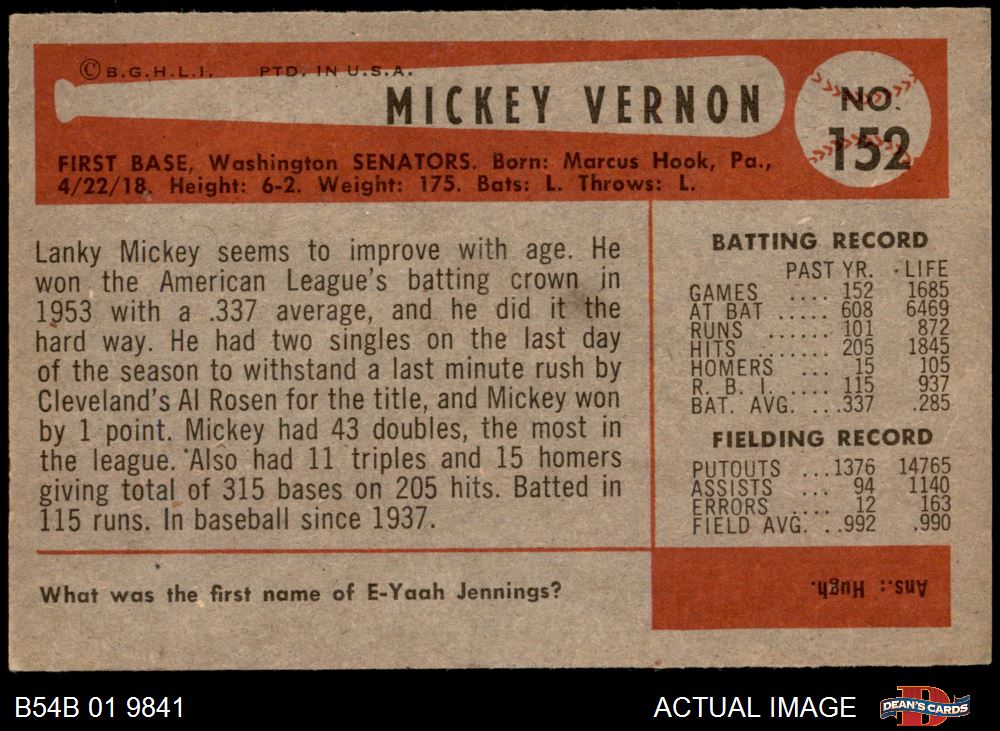 © B.G.H.L.I. PTD. IN U.S.A.
MICKEY VERNON
NO.
152
FIRST BASE, Washington SENATORS. Born: Marcus Hook, Pa.,
4/22/18. Height: 6-2. Weight: 175. Bats: L. Throws: L.
Lanky Mickey seems to improve with age. He
won the American League's batting crown in
1953 with a .337 average, and he did it the
hard way. He had two singles on the last day
of the season to withstand a last minute rush by
Cleveland's Al Rosen for the title, and Mickey won
by 1 point. Mickey had 43 doubles, the most in
the league. Also had 11 triples and 15 homers
giving total of 315 bases on 205 hits. Batted in
115 runs. In baseball since 1937.
BATTING RECORD
PAST YR. LIFE
GAMES .... 152 1685
AT BAT ..... 608 6469
RUNS ...... 101 872
HITS ....... 205 1845
HOMERS ... 15 105
R. B. I. ..... 115 937
BAT. AVG. ...337 .285
FIELDING RECORD
PUTOUTS ...1376 14765
ASSISTS ... 94 1140
ERRORS .... 12 163
FIELD AVG. ..992 .990
What was the first name of E-Yaah Jennings?
Ans.: Hugh.
B54B 01 9841
ACTUAL IMAGE
D
DEAN'S CARDS